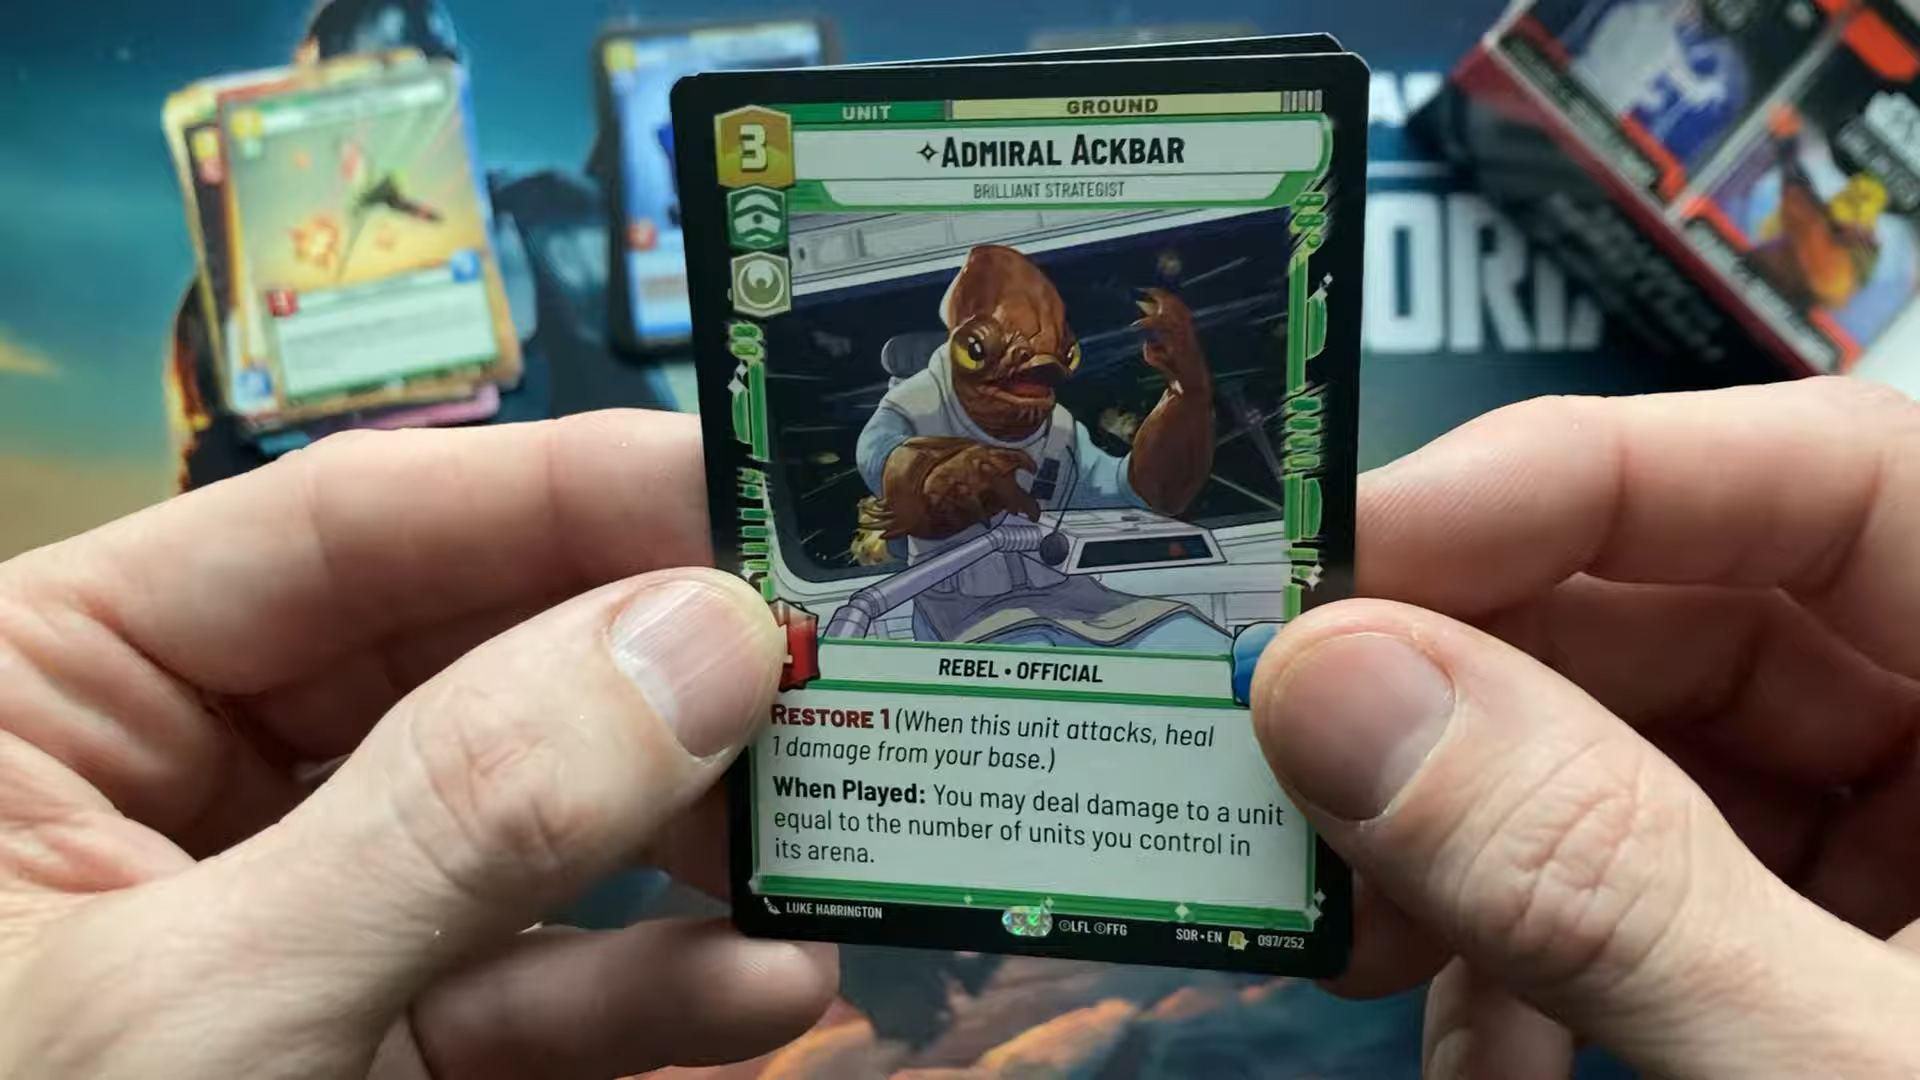 UNIT
GROUND
3
ADMIRAL ACKBAR
BRILLIANT STRATEGIST
REBEL • OFFICIAL
RESTORE 1 (When this unit attacks, heal
1 damage from your base.)
When Played: You may deal damage to a unit
equal to the number of units you control in
its arena.
LUKE HARRINGTON
©LFL ©FFG
SOR • EN
097/252